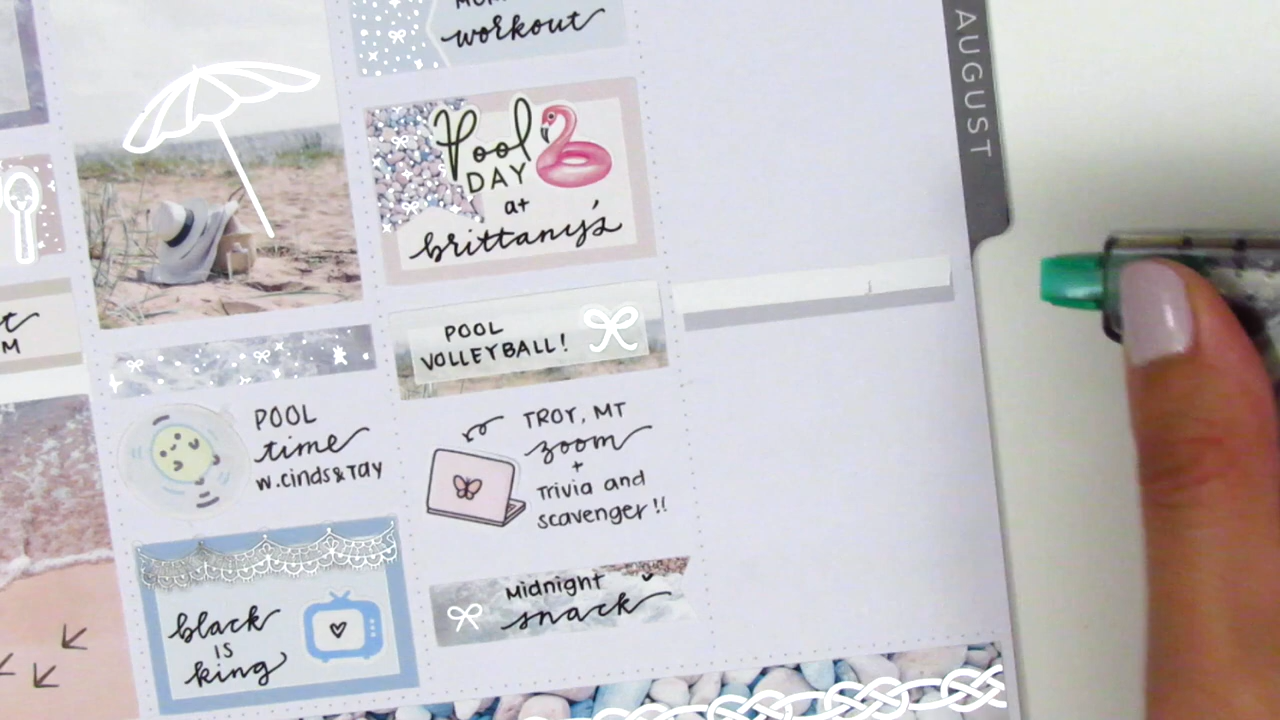 workout
AUGUST
Pool
DAY
at
brittany's
POOL
VOLLEYBALL!
POOL
time
w.cinds&Tay
TROY, MT
zoom
+
Trivia and
scavenger!!
black
IS
king
Midnight
snack